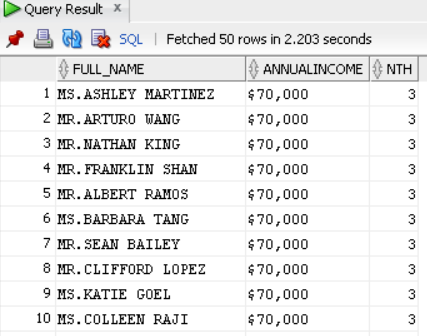 Query Result x
SQL | Fetched 50 rows in 2.203 seconds
FULL_NAME ANNUALINCOME NTH
1 MS.ASHLEY MARTINEZ $70,000 3
2 MR.ARTURO WANG $70,000 3
3 MR.NATHAN KING $70,000 3
4 MR.FRANKLIN SHAN $70,000 3
5 MR.ALBERT RAMOS $70,000 3
6 MS.BARBARA TANG $70,000 3
7 MR.SEAN BAILEY $70,000 3
8 MR.CLIFFORD LOPEZ $70,000 3
9 MS.KATIE GOEL $70,000 3
10 MS.COLLEEN RAJI $70,000 3